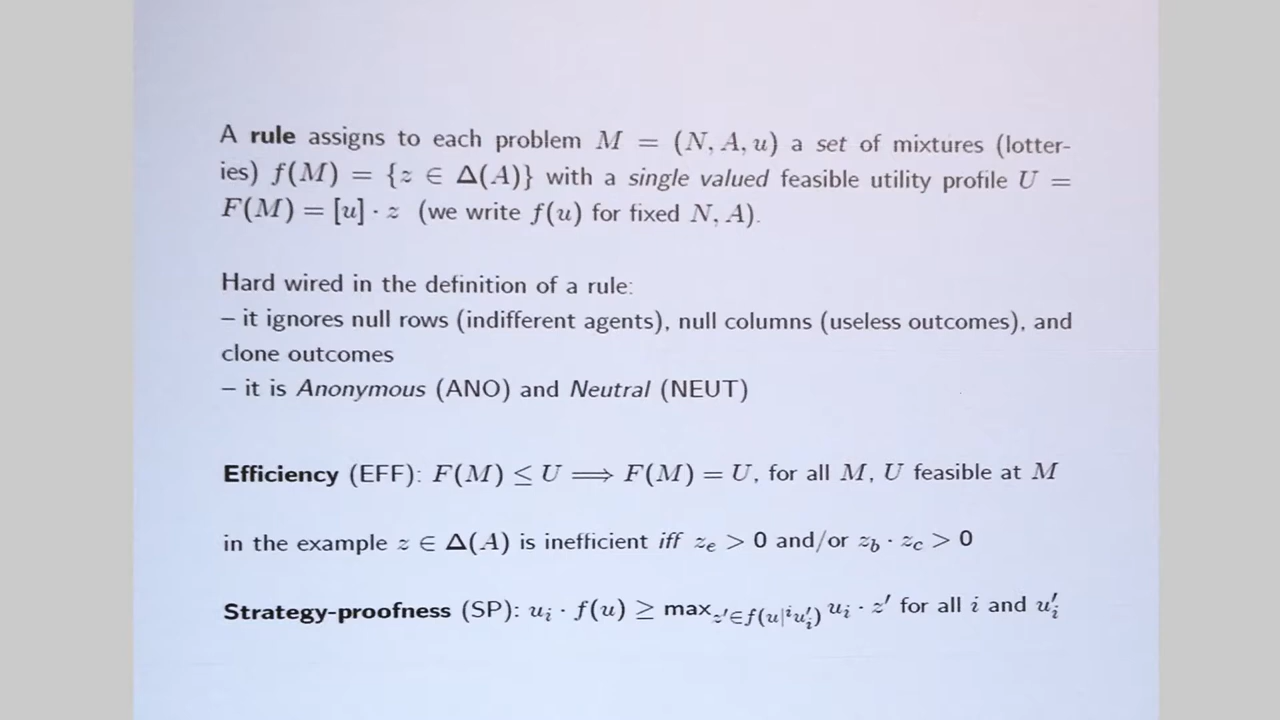 A rule assigns to each problem M = (N, A, u) a set of mixtures (lotter-
ies) f(M) = {z ∈ Δ(A)} with a single valued feasible utility profile U =
F(M) = [u] · z (we write f(u) for fixed N, A).
Hard wired in the definition of a rule:
– it ignores null rows (indifferent agents), null columns (useless outcomes), and
clone outcomes
– it is Anonymous (ANO) and Neutral (NEUT)
Efficiency (EFF): F(M) ≤ U ⟹ F(M) = U, for all M, U feasible at M
in the example z ∈ Δ(A) is inefficient iff z_e > 0 and/or z_b · z_c > 0
Strategy-proofness (SP): u_i · f(u) ≥ max_{z′∈f(u|^i u′_i)} u_i · z′ for all i and u′_i